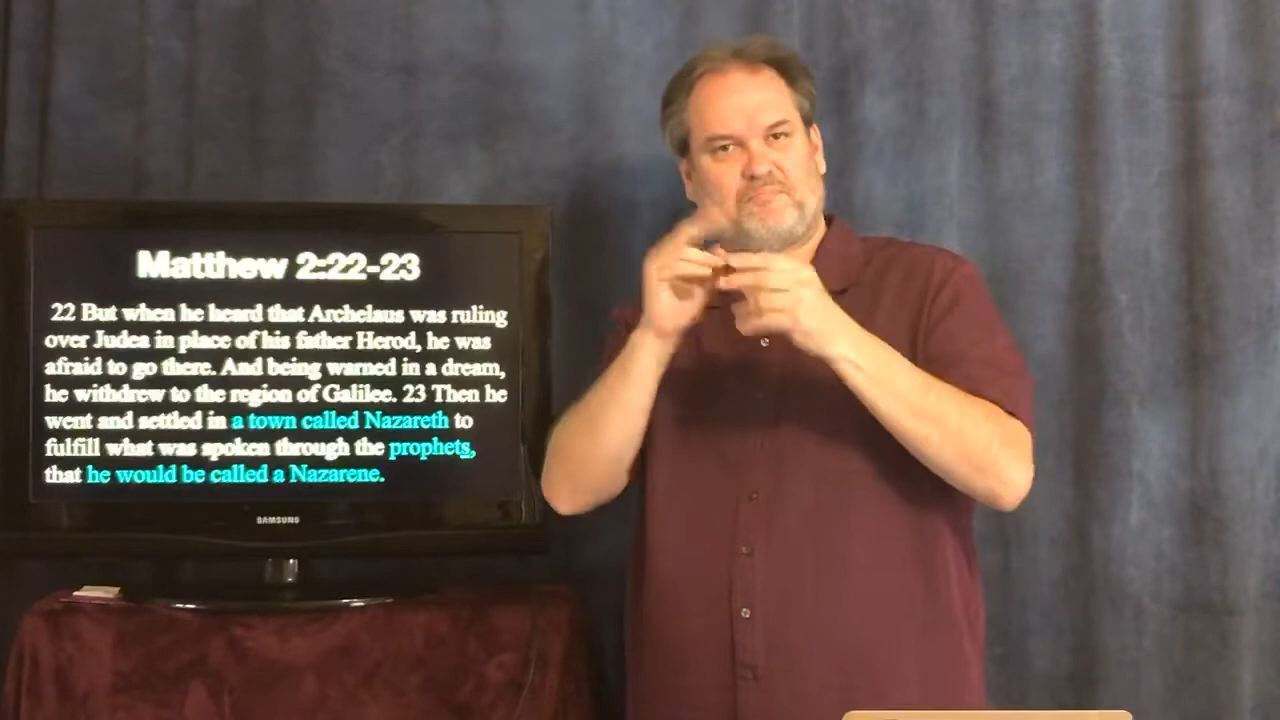 Matthew 2:22-23
22 But when he heard that Archelaus was ruling
over Judea in place of his father Herod, he was
afraid to go there. And being warned in a dream,
he withdrew to the region of Galilee. 23 Then he
went and settled in a town called Nazareth to
fulfill what was spoken through the prophets,
that he would be called a Nazarene.
SAMSUNG